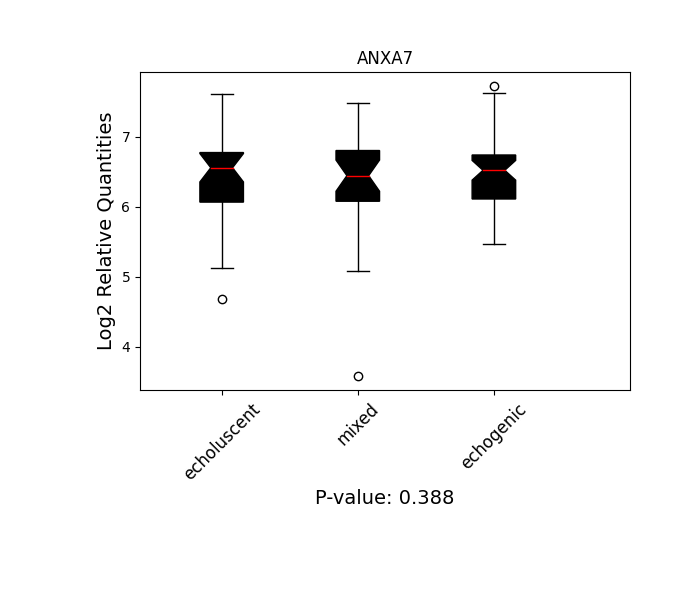 ANXA7
Log2 Relative Quantities
7
6
5
4
echoluscent
mixed
echogenic
P-value: 0.388